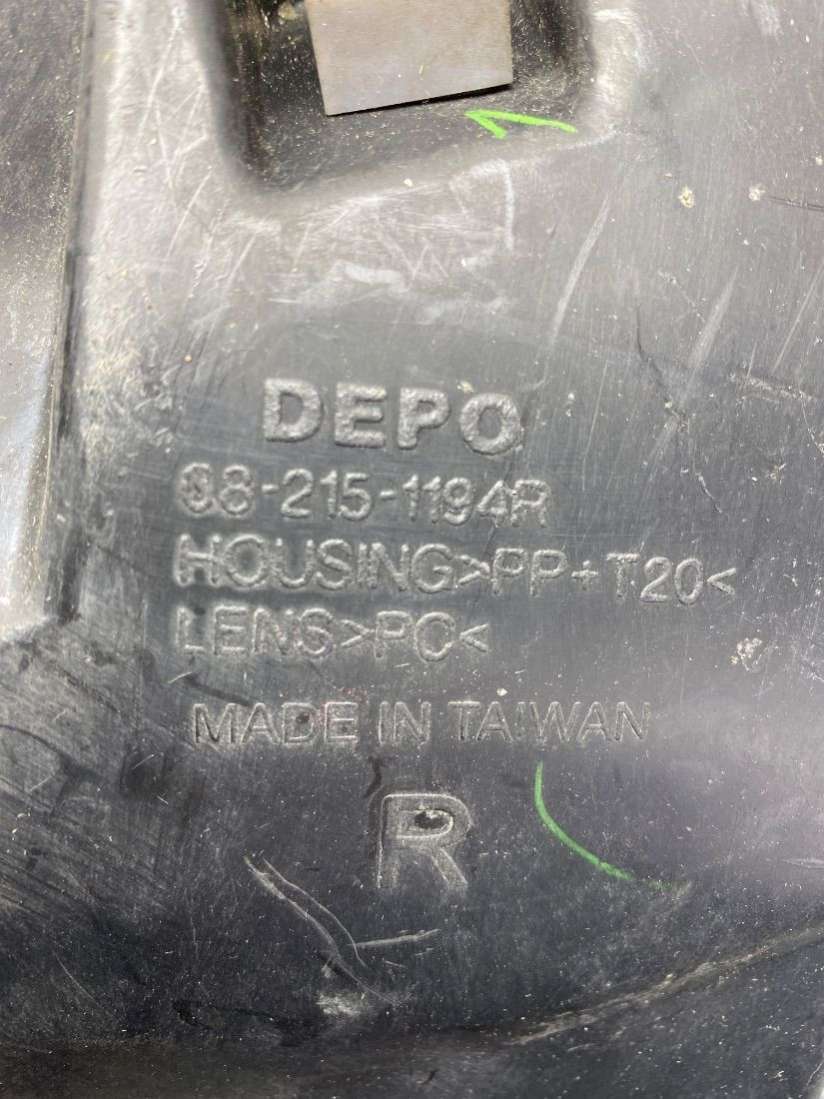 DEPO
88-215-1194R
HOUSING>PP+T20<
LENS>PC<
MADE IN TAIWAN
R